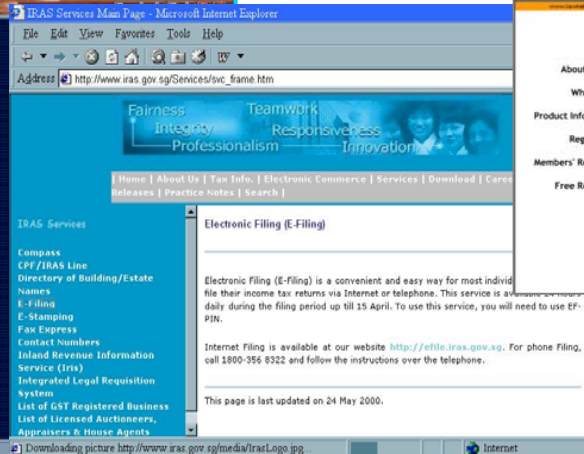 IRAS Services Main Page - Microsoft Internet Explorer
File Edit View Favorites Tools Help
Address http://www.iras.gov.sg/Services/svc_frame.htm
Fairness Teamwork
Integrity Responsiveness
Professionalism Innovation
| Home | About Us | Tax Info. | Electronic Commerce | Services | Download |
Releases | Practice Notes | Search |
IRAS Services
Compass
CPF/IRAS Line
Directory of Building/Estate
Names
E-Filing
E-Stamping
Fax Express
Contact Numbers
Inland Revenue Information
Service (Iris)
Integrated Legal Requisition
System
List of GST Registered Business
List of Licensed Auctioneers,
Appraisers & House Agents
Electronic Filing (E-Filing)
Electronic Filing (E-Filing) is a convenient and easy way for most
file their income tax returns via Internet or telephone. This service is
daily during the filing period up till 15 April. To use this service, you will need to use EF-
PIN.
Internet Filing is available at our website http://efile.iras.gov.sg. For phone Filing,
call 1800-356 8322 and follow the instructions over the telephone.
This page is last updated on 24 May 2000.
Downloading picture http://www.iras.gov.sg/media/IrasLogo.jpg...
Internet
About
Product
Members'
Free